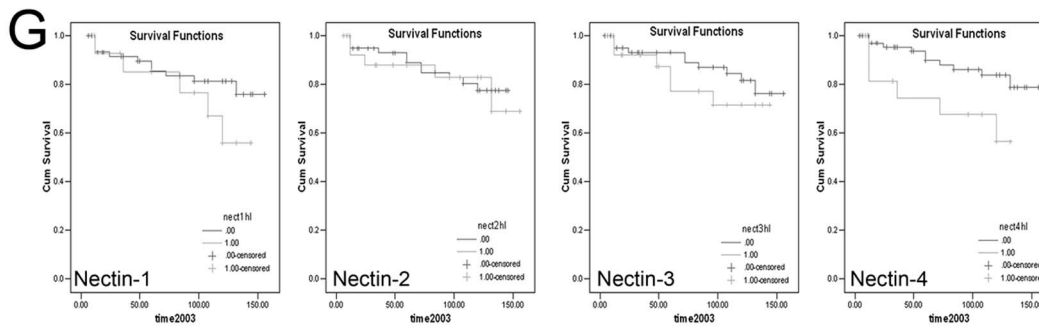 G
Survival Functions
1.0
0.8
0.6
0.4
0.2
0.0
Cum Survival
nect1hl
.00
1.00
.00-censored
1.00-censored
Nectin-1
0.00 50.00 100.00 150.00
time2003
Survival Functions
1.0
0.8
0.6
0.4
0.2
0.0
Cum Survival
nect2hl
.00
1.00
.00-censored
1.00-censored
Nectin-2
0.00 50.00 100.00 150.00
time2003
Survival Functions
1.0
0.8
0.6
0.4
0.2
0.0
Cum Survival
nect3hl
.00
1.00
.00-censored
1.00-censored
Nectin-3
0.00 50.00 100.00 150.00
time2003
Survival Functions
1.0
0.8
0.6
0.4
0.2
0.0
Cum Survival
nect4hl
.00
1.00
.00-censored
1.00-censored
Nectin-4
0.00 50.00 100.00 150.00
time2003